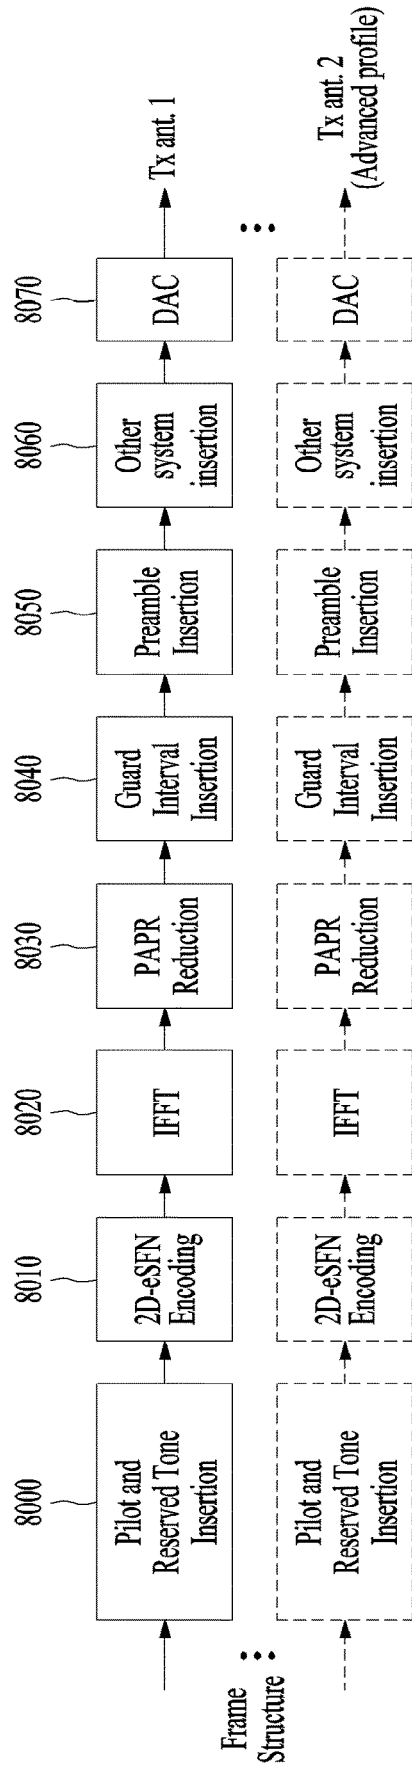 8000
8010
8020
8030
8040
8050
8060
8070
Frame
Structure
Pilot and
Reserved Tone
Insertion
2D-eSFN
Encoding
IFFT
PAPR
Reduction
Guard
Interval
Insertion
Preamble
Insertion
Other
system
insertion
DAC
Tx ant. 1
Pilot and
Reserved Tone
Insertion
2D-eSFN
Encoding
IFFT
PAPR
Reduction
Guard
Interval
Insertion
Preamble
Insertion
Other
system
insertion
DAC
Tx ant. 2
(Advanced profile)